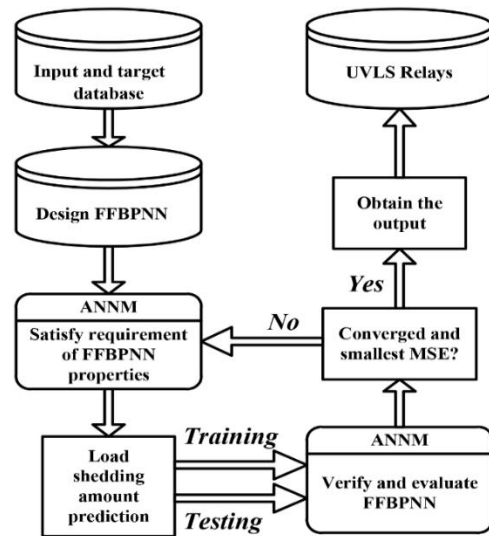 Input and target
database
Design FFBPNN
ANNM
Satisfy requirement
of FFBPNN
properties
Load
shedding
amount
prediction
Training
Testing
ANNM
Verify and evaluate
FFBPNN
Converged and
smallest MSE?
No
Yes
Obtain the
output
UVLS Relays